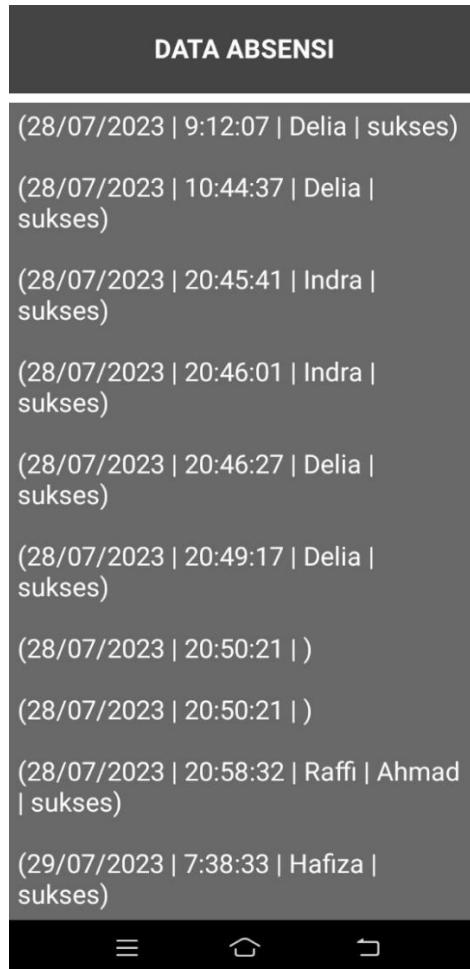 DATA ABSENSI
(28/07/2023 | 9:12:07 | Delia | sukses)
(28/07/2023 | 10:44:37 | Delia |
sukses)
(28/07/2023 | 20:45:41 | Indra |
sukses)
(28/07/2023 | 20:46:01 | Indra |
sukses)
(28/07/2023 | 20:46:27 | Delia |
sukses)
(28/07/2023 | 20:49:17 | Delia |
sukses)
(28/07/2023 | 20:50:21 | )
(28/07/2023 | 20:50:21 | )
(28/07/2023 | 20:58:32 | Raffi | Ahmad
| sukses)
(29/07/2023 | 7:38:33 | Hafiza |
sukses)